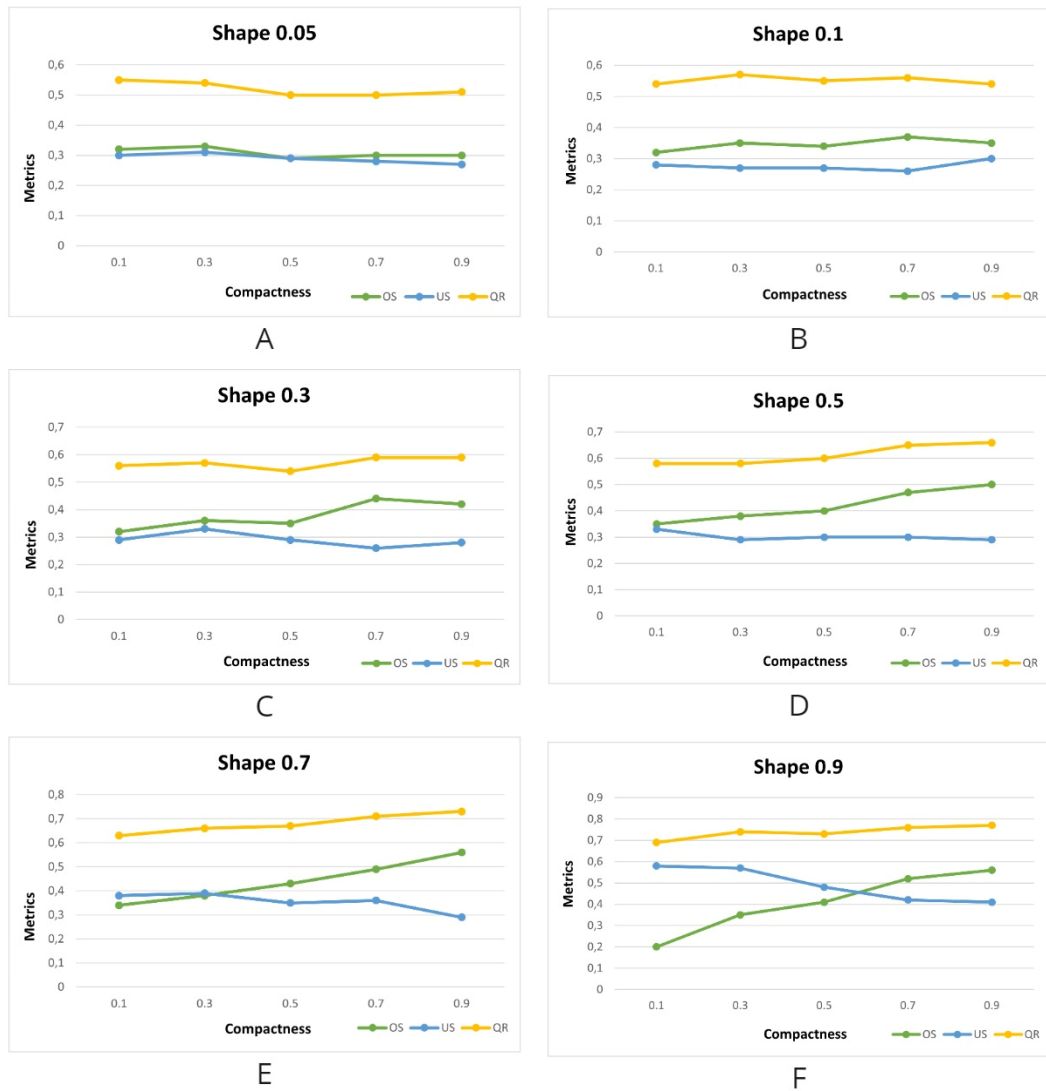 Shape 0.05
0,6
0,5
0,4
0,3
0,2
0,1
0
Metrics
0.1 0.3 0.5 0.7 0.9
Compactness
OS US QR
A
Shape 0.1
0,6
0,5
0,4
0,3
0,2
0,1
0
Metrics
0.1 0.3 0.5 0.7 0.9
Compactness
OS US QR
B
Shape 0.3
0,7
0,6
0,5
0,4
0,3
0,2
0,1
0
Metrics
0.1 0.3 0.5 0.7 0.9
Compactness
OS US QR
C
Shape 0.5
0,7
0,6
0,5
0,4
0,3
0,2
0,1
0
Metrics
0.1 0.3 0.5 0.7 0.9
Compactness
OS US QR
D
Shape 0.7
0,8
0,7
0,6
0,5
0,4
0,3
0,2
0,1
0
Metrics
0.1 0.3 0.5 0.7 0.9
Compactness
OS US QR
E
Shape 0.9
0,9
0,8
0,7
0,6
0,5
0,4
0,3
0,2
0,1
0
Metrics
0.1 0.3 0.5 0.7 0.9
Compactness
OS US QR
F